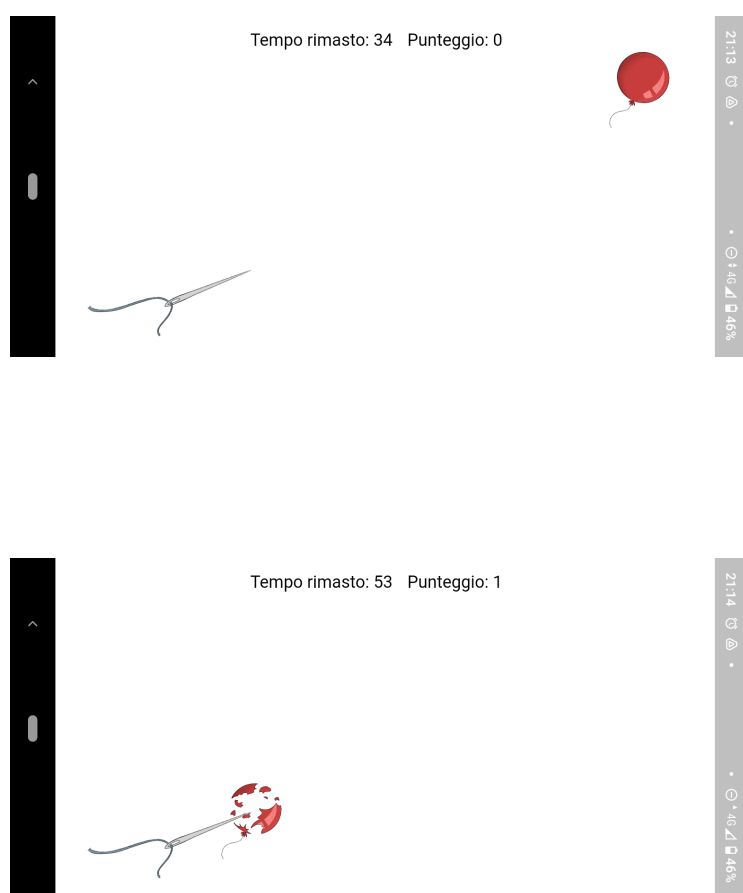 Tempo rimasto: 34 Punteggio: 0
21:13
4G 46%
Tempo rimasto: 53 Punteggio: 1
21:14
4G 46%